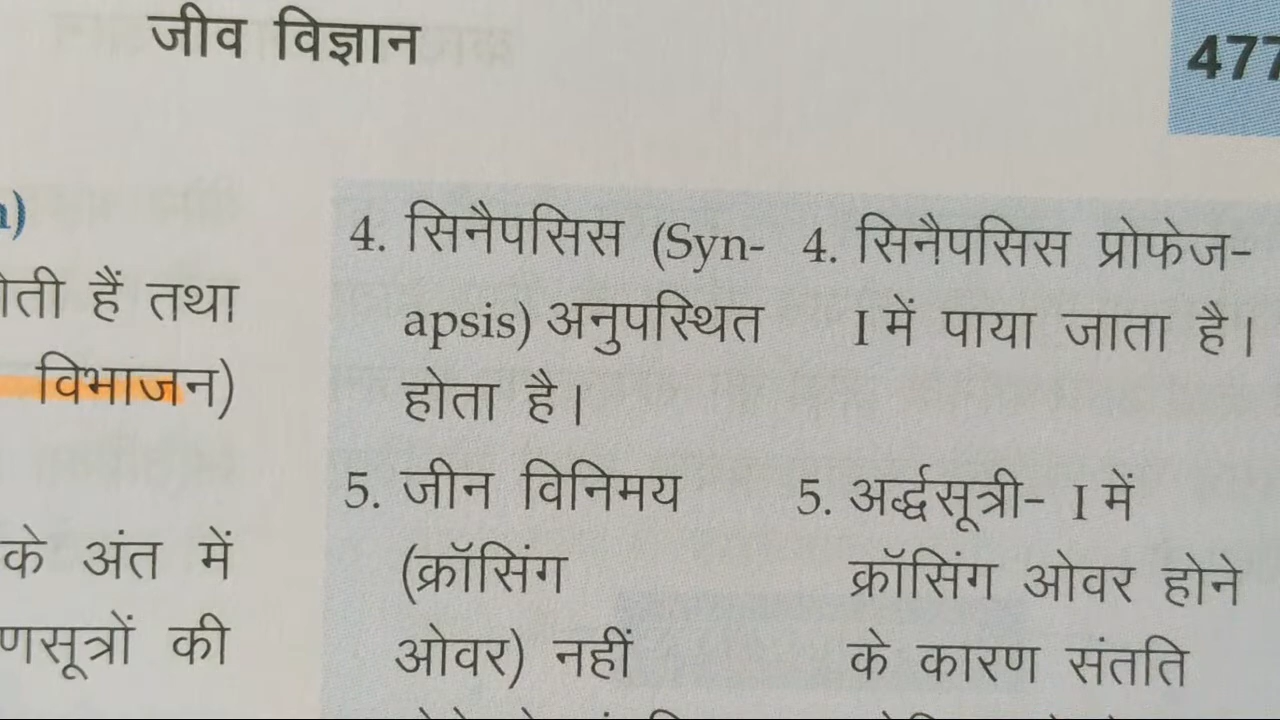 जीव विज्ञान
477
ोती हैं तथा
विभाजन)
के अंत में
णसूत्रों की
4. सिनैपसिस (Syn-
apsis) अनुपस्थित
होता है।
5. जीन विनिमय
(क्रॉसिंग
ओवर) नहीं
4. सिनैपसिस प्रोफेज-
I में पाया जाता है।
5. अर्द्धसूत्री- I में
क्रॉसिंग ओवर होने
के कारण संतति